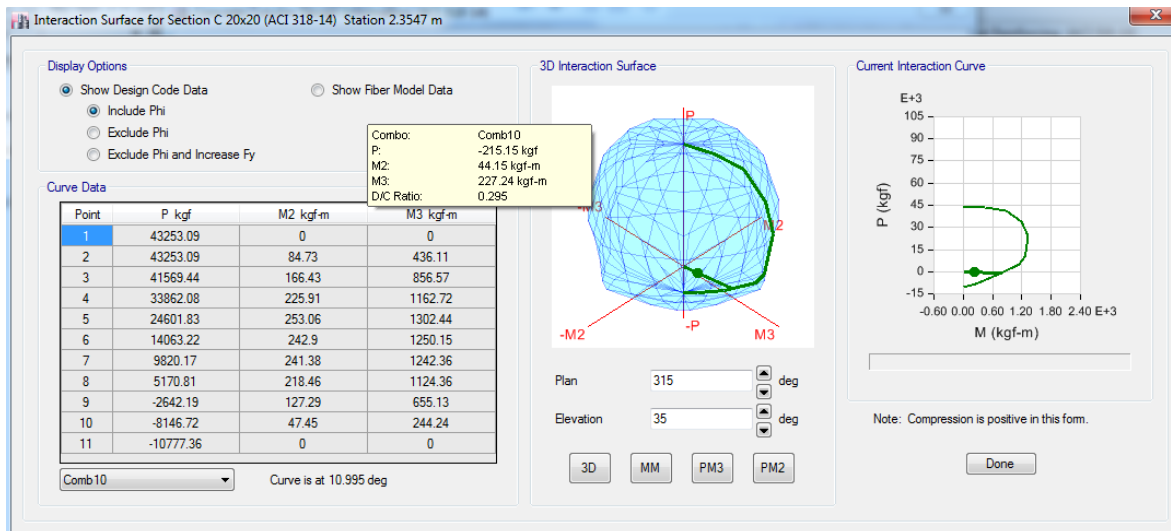 Interaction Surface for Section C 20x20 (ACI 318-14) Station 2.3547 m
Display Options
Show Design Code Data
Show Fiber Model Data
Include Phi
Exclude Phi
Exclude Phi and Increase Fy
Combo: Comb10
P: -215.15 kgf
M2: 44.15 kgf-m
M3: 227.24 kgf-m
D/C Ratio: 0.295
Curve Data
Point P kgf M2 kgf-m M3 kgf-m
1 43253.09 0 0
2 43253.09 84.73 436.11
3 41569.44 166.43 856.57
4 33862.08 225.91 1162.72
5 24601.83 253.06 1302.44
6 14063.22 242.9 1250.15
7 9820.17 241.38 1242.36
8 5170.81 218.46 1124.36
9 -2642.19 127.29 655.13
10 -8146.72 47.45 244.24
11 -10777.36 0 0
Comb10
Curve is at 10.995 deg
3D Interaction Surface
P
-M3
M2
-M2
-P
M3
Plan 315 deg
Elevation 35 deg
3D MM PM3 PM2
Current Interaction Curve
E+3
105
90
75
60
45
30
15
0
-15
P (kgf)
-0.60 0.00 0.60 1.20 1.80 2.40 E+3
M (kgf-m)
Note: Compression is positive in this form.
Done